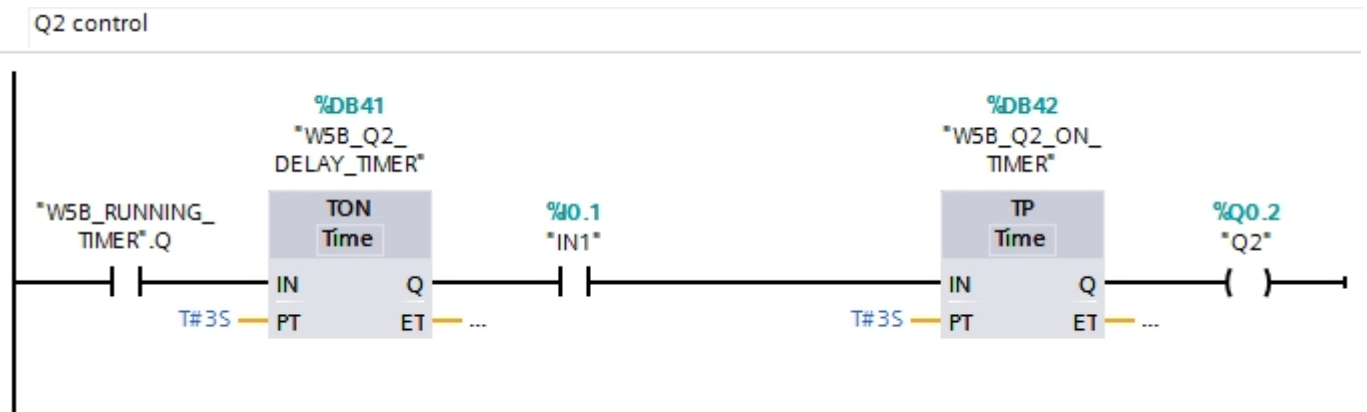 Q2 control
%DB41
"W5B_Q2_
DELAY_TIMER"
%DB42
"W5B_Q2_ON_
TIMER"
"W5B_RUNNING_
TIMER".Q
TON
Time
%I0.1
"IN1"
TP
Time
%Q0.2
"Q2"
IN
Q
IN
Q
T#3S
PT
ET
...
T#3S
PT
ET
...